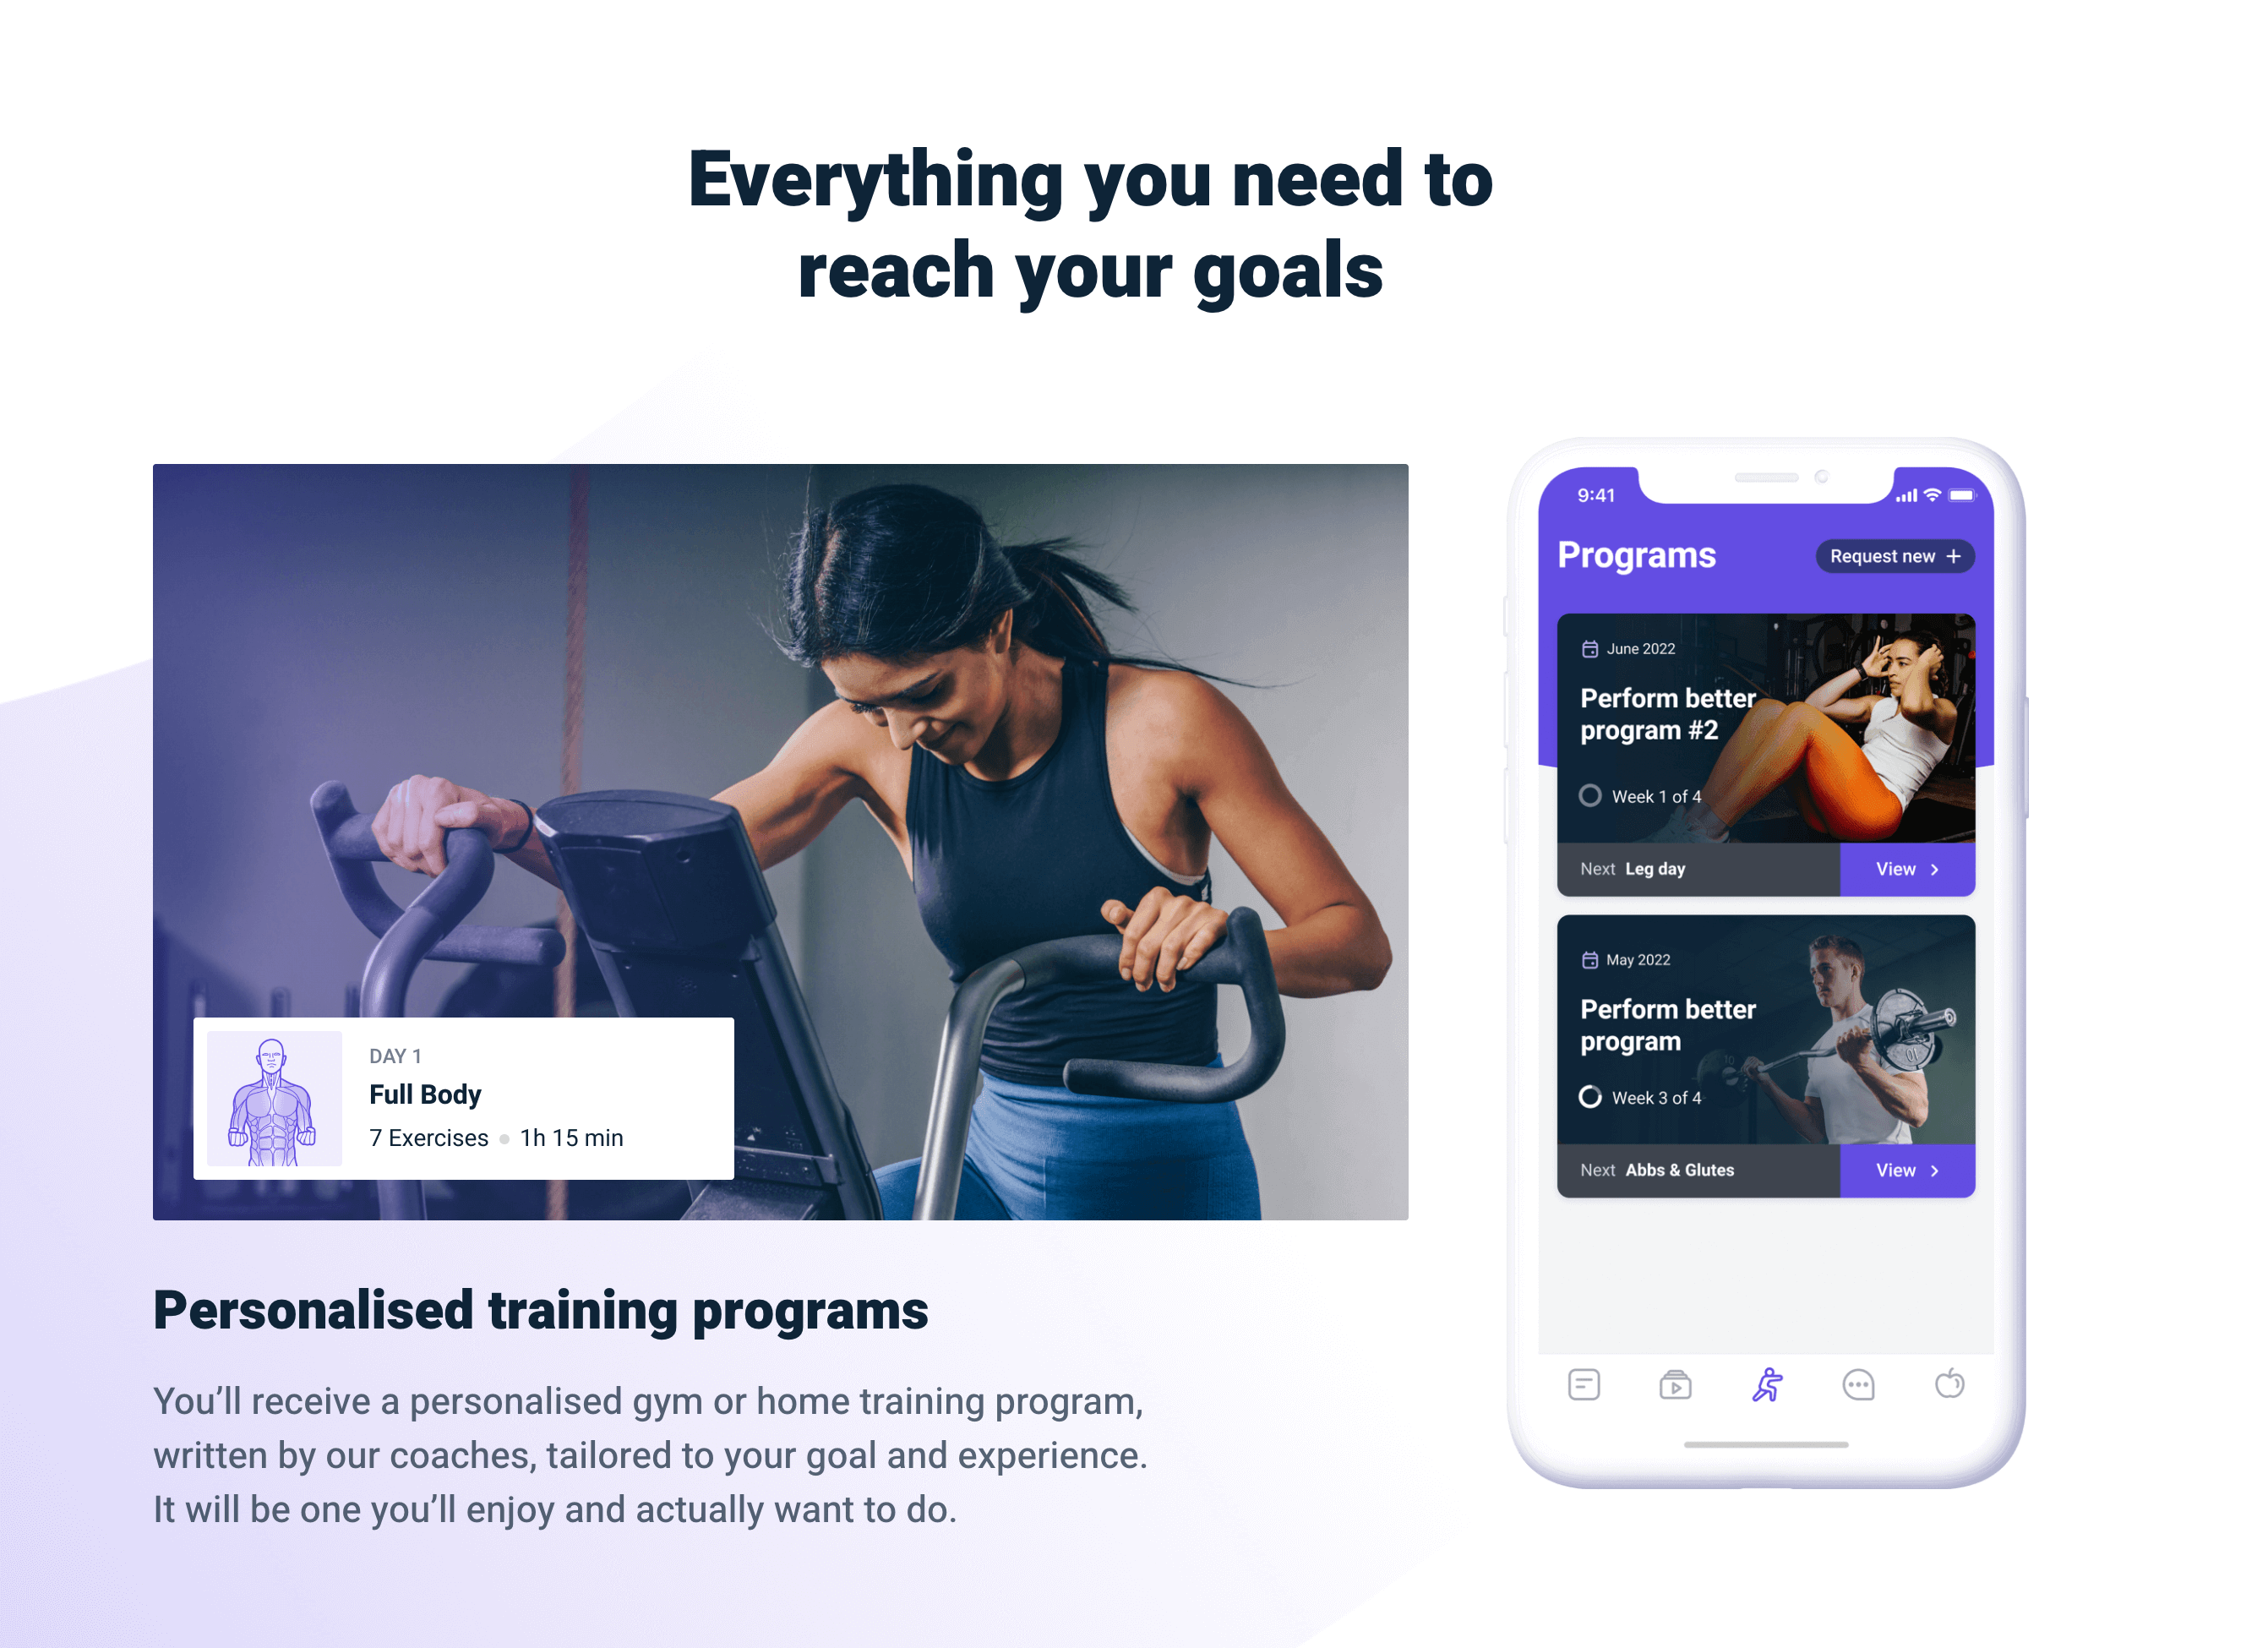 Everything you need to
reach your goals
DAY 1
Full Body
7 Exercises • 1h 15 min
Personalised training programs
You’ll receive a personalised gym or home training program,
written by our coaches, tailored to your goal and experience.
It will be one you’ll enjoy and actually want to do.
9:41
Programs
Request new +
June 2022
Perform better
program #2
Week 1 of 4
Next Leg day
View >
May 2022
Perform better
program
Week 3 of 4
Next Abbs & Glutes
View >